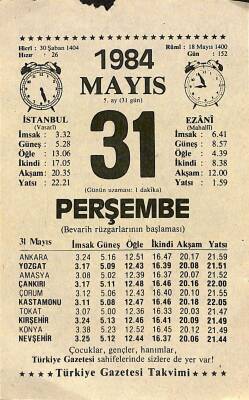 Hicrî : 30 Şaban 1404
Hızır : 26
1984
Rûmî : 18 Mayıs 1400
Gün : 152
MAYIS
5. ay (31 gün)
İSTANBUL
(Vasatî)
İmsak : 3.32
Güneş : 5.28
Öğle : 13.06
İkindi : 17.05
Akşam : 20.35
Yatsı : 22.21
31
EZÂNÎ
(Mahallî)
İmsak : 6.41
Güneş : 8.57
Öğle : 4.39
İkindi : 8.38
Akşam : 12.00
Yatsı : 1.59
(Günün uzaması: 1 dakika)
PERŞEMBE
(Bevarih rüzgarlarının başlaması)
31 Mayıs İmsak Güneş Öğle İkindi Akşam Yatsı
ANKARA 3.24 5.16 12.51 16.47 20.17 21.59
YOZGAT 3.17 5.09 12.43 16.39 20.08 21.51
AMASYA 3.08 5.02 12.39 16.37 20.07 21.52
ÇANKIRI 3.17 5.11 12.48 16.46 20.16 22.00
ÇORUM 3.12 5.06 12.43 16.40 20.10 21.55
KASTAMONU 3.11 5.08 12.47 16.46 20.18 22.05
TOKAT 3.07 5.00 12.36 16.33 20.03 21.47
KIRŞEHİR 3.24 5.13 12.46 16.41 20.09 21.49
KONYA 3.38 5.23 12.52 16.45 20.12 21.49
NEVŞEHİR 3.25 5.12 12.44 16.37 20.06 21.44
Çocuklar, gençler, hanımlar,
Türkiye Gazetesi sahifelerinde sizlere de yer var!
Türkiye Gazetesi Takvimi